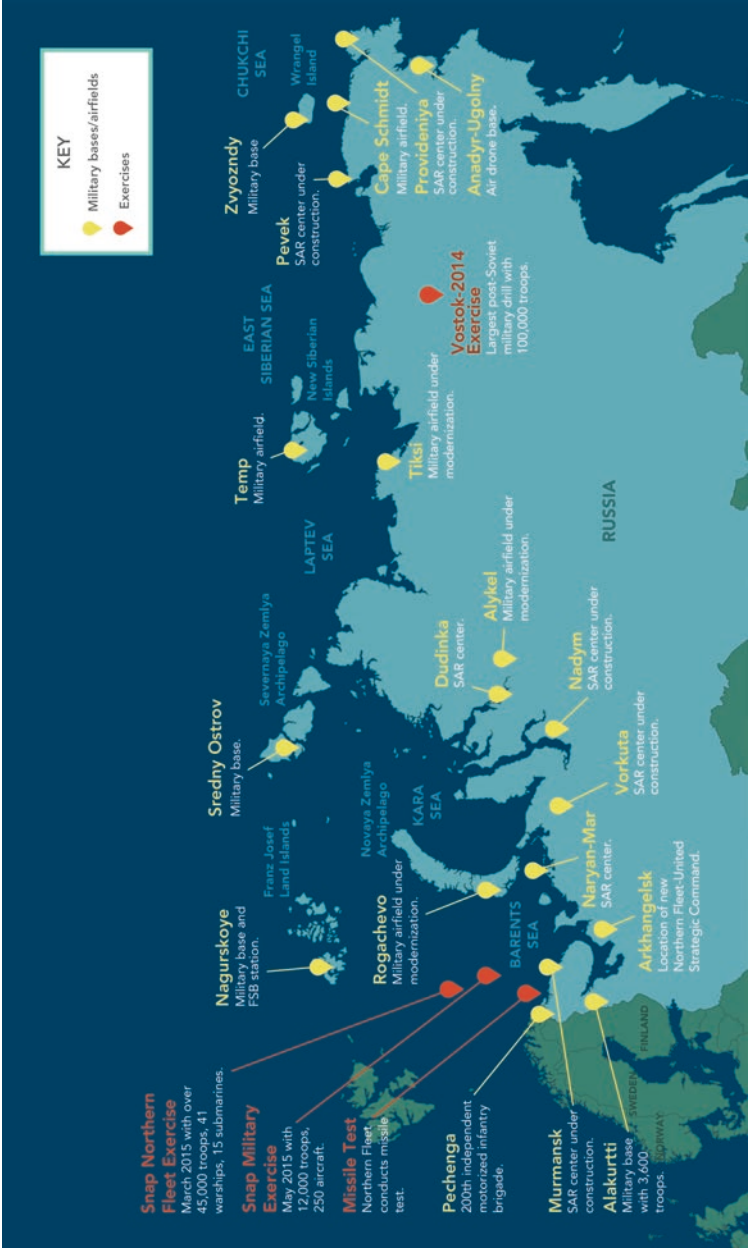 KEY
Military bases/airfields
Exercises
CHUKCHI
SEA
Wrangel
Island
Zvyozndy
Military base
Pevek
SAR center under
construction.
Cape Schmidt
Military airfield.
Provideniya
SAR center under
construction.
Anadyr-Ugolny
Air drone base.
EAST
SIBERIAN SEA
New Siberian
Islands
Vostok-2014
Exercise
Largest post-Soviet
military drill with
100,000 troops.
Temp
Military airfield.
Tiksi
Military airfield under
modernization.
LAPTEV
SEA
RUSSIA
Severnaya Zemlya
Archipelago
Sredny Ostrov
Military base.
Dudinka
SAR center.
Alykel
Military airfield under
modernization.
Nadym
SAR center under
construction.
Vorkuta
SAR center under
construction.
Franz Josef
Land Islands
Novaya Zemlya
Archipelago
KARA
SEA
Nagurskoye
Military base and
FSB station.
Rogachevo
Military airfield under
modernization.
BARENTS
SEA
Naryan-Mar
SAR center.
Arkhangelsk
Location of new
Northern Fleet-United
Strategic Command.
Snap Northern
Fleet Exercise
March 2015 with over
45,000 troops, 41
warships, 15 submarines.
Snap Military
Exercise
May 2015 with
12,000 troops,
250 aircraft.
Missile Test
Northern Fleet
conducts missile
test.
Pechenga
200th independent
motorized infantry
brigade.
Murmansk
SAR center under
construction.
Alakurtti
Military base
with 3,600
troops.
FINLAND
SWEDEN
NORWAY